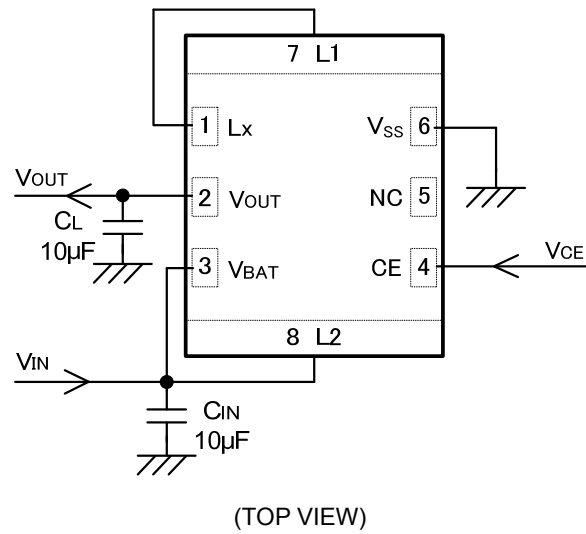 7 L1
1 Lx
VSS 6
VOUT
2 VOUT
NC 5
CL
10µF
3 VBAT
CE 4
VCE
8 L2
VIN
CIN
10µF
(TOP VIEW)